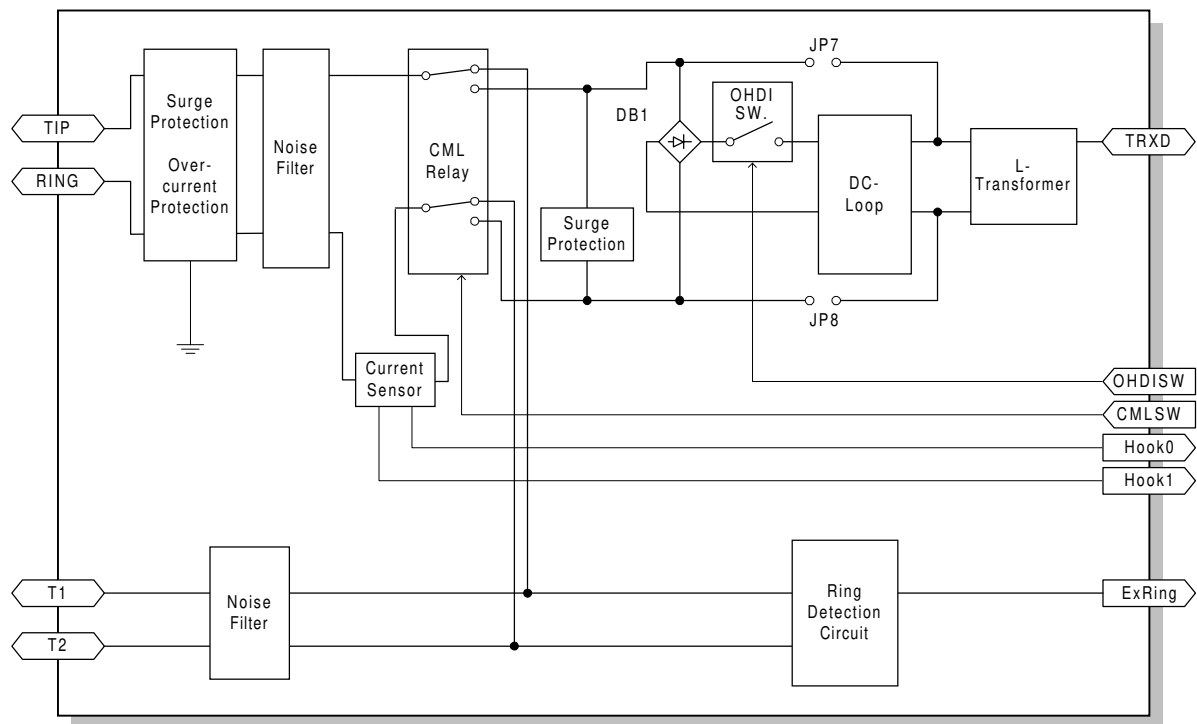 JP7
Surge
Protection
Over-
current
Protection
Noise
Filter
CML
Relay
DB1
OHDI
SW.
TIP
RING
TRXD
DC-
Loop
L-
Transformer
Surge
Protection
JP8
Current
Sensor
OHDISW
CMLSW
Hook0
Hook1
T1
T2
Noise
Filter
Ring
Detection
Circuit
ExRing